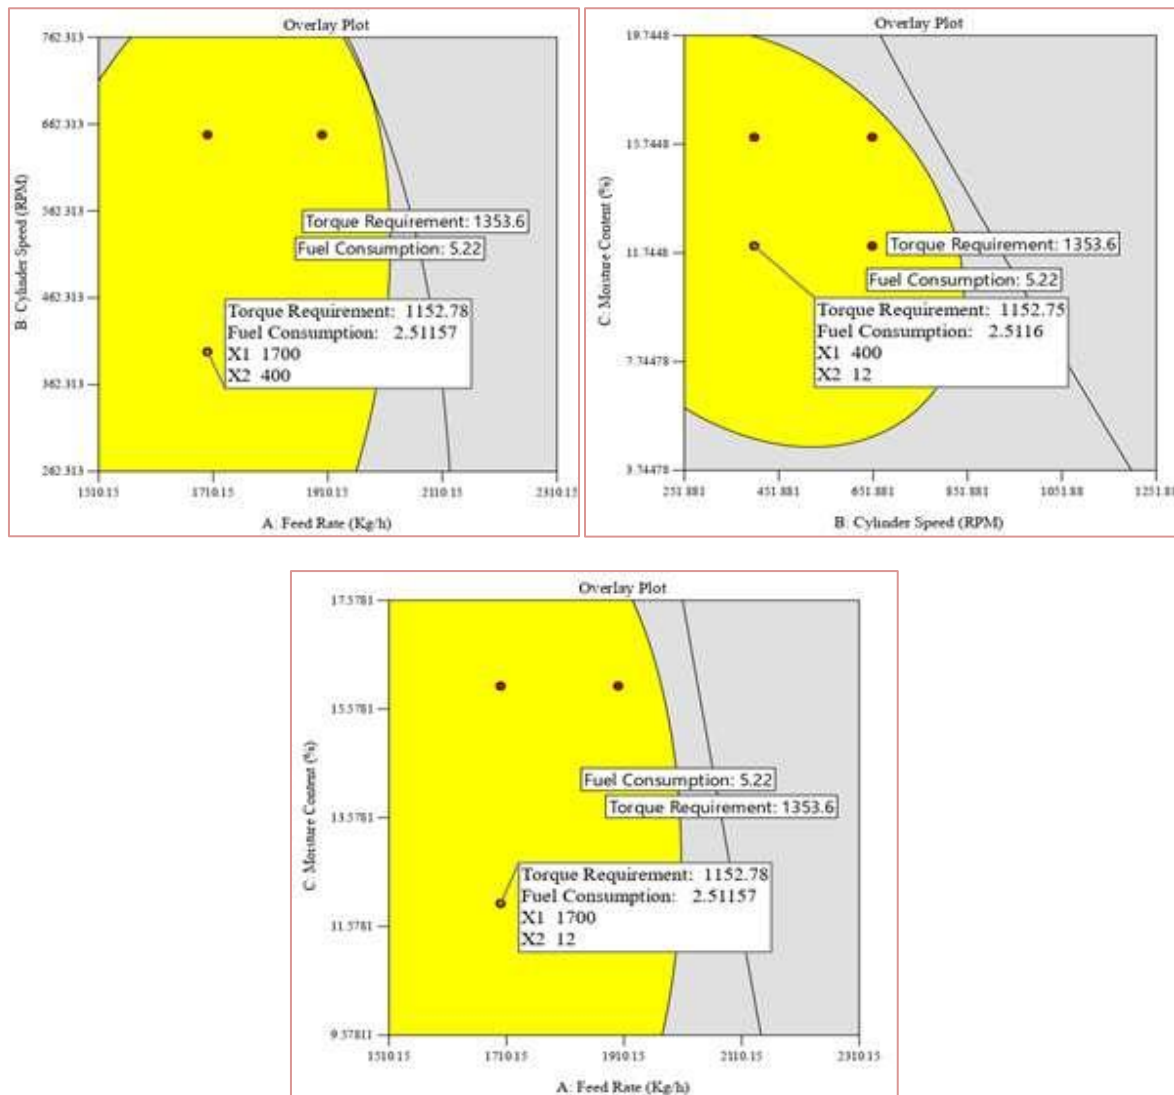 Overlay Plot
762.313
662.313
562.313
462.313
362.313
262.313
B: Cylinder Speed (RPM)
Torque Requirement: 1353.6
Fuel Consumption: 5.22
Torque Requirement: 1152.78
Fuel Consumption: 2.51157
X1 1700
X2 400
1510.15 1710.15 1910.15 2110.15 2310.15
A: Feed Rate (Kg/h)
Overlay Plot
19.7448
15.7448
11.7448
7.74478
3.74478
C: Moisture Content (%)
Torque Requirement: 1353.6
Fuel Consumption: 5.22
Torque Requirement: 1152.75
Fuel Consumption: 2.5116
X1 400
X2 12
251.881 451.881 651.881 851.881 1051.88 1251.88
B: Cylinder Speed (RPM)
Overlay Plot
17.5781
15.5781
13.5781
11.5781
9.57811
C: Moisture Content (%)
Fuel Consumption: 5.22
Torque Requirement: 1353.6
Torque Requirement: 1152.78
Fuel Consumption: 2.51157
X1 1700
X2 12
1510.15 1710.15 1910.15 2110.15 2310.15
A: Feed Rate (Kg/h)